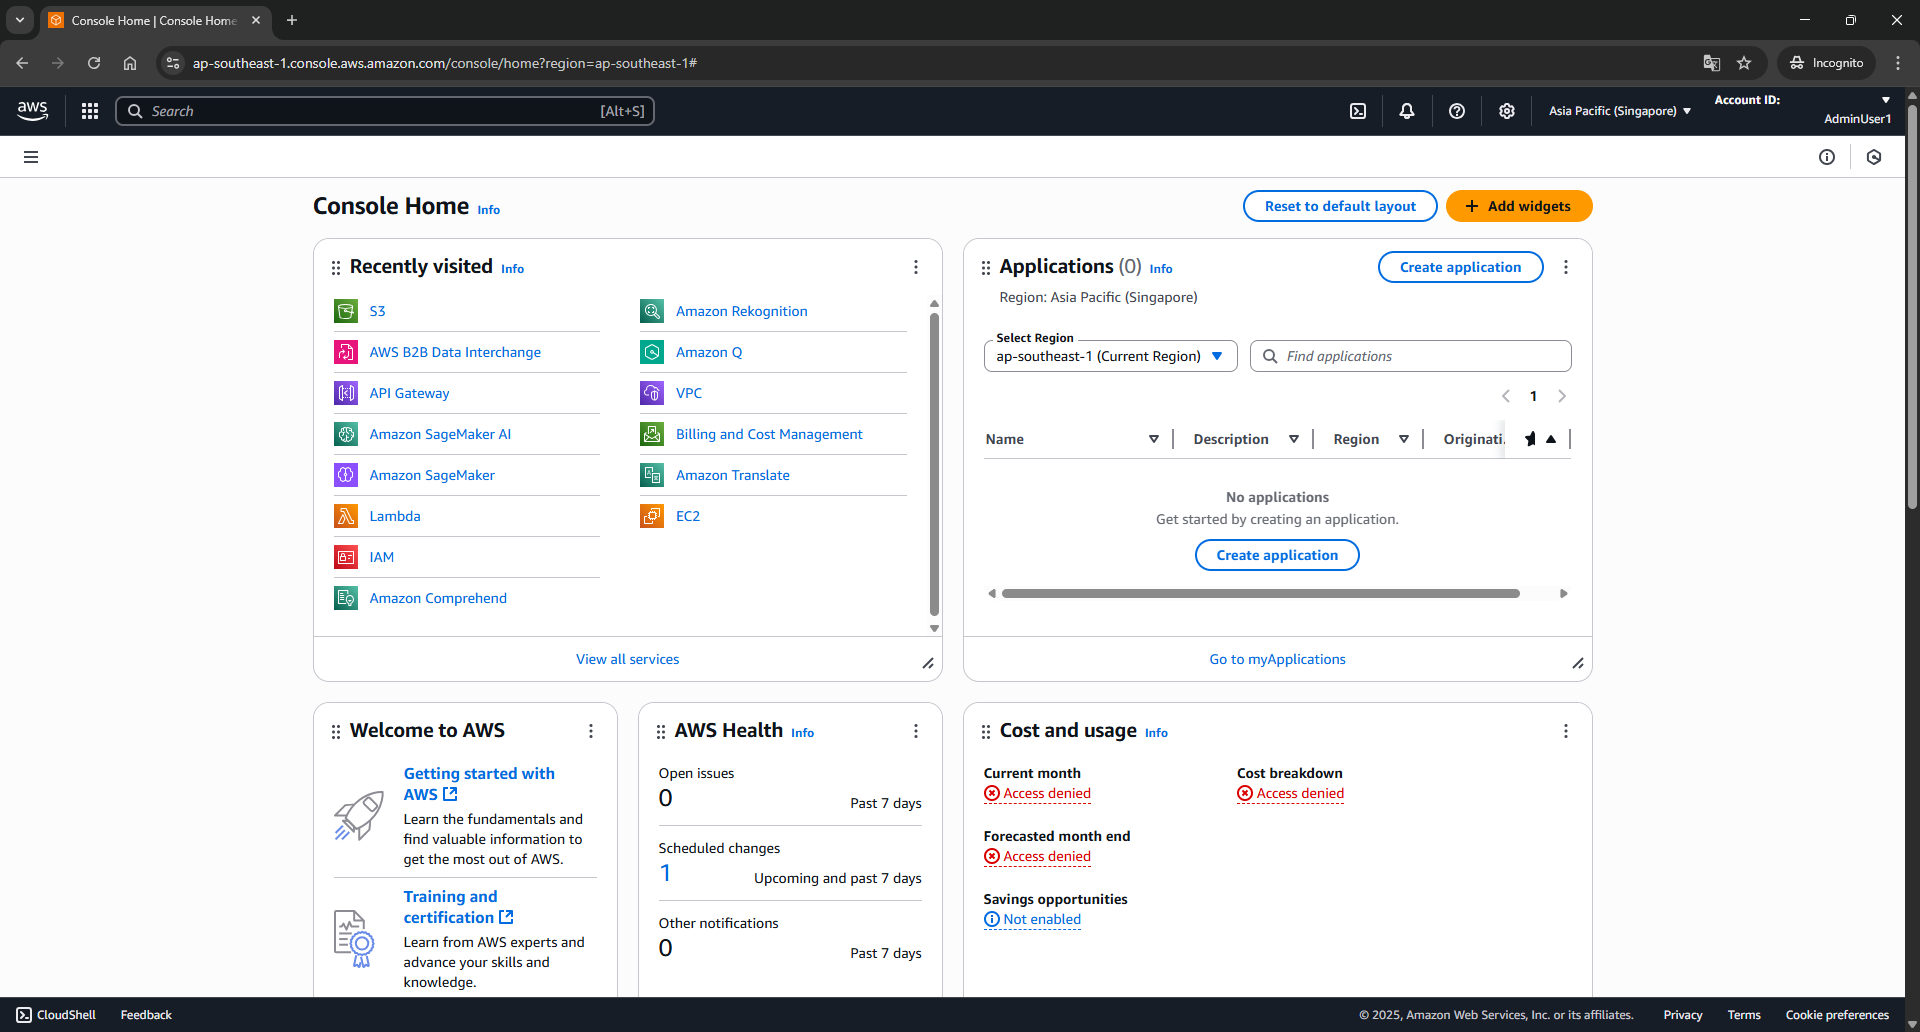 Console Home | Console Home
ap-southeast-1.console.aws.amazon.com/console/home?region=ap-southeast-1#
Incognito
aws
Search
[Alt+S]
Asia Pacific (Singapore)
Account ID:
AdminUser1
Console Home Info
Reset to default layout
Add widgets
Recently visited Info
S3
AWS B2B Data Interchange
API Gateway
Amazon SageMaker AI
Amazon SageMaker
Lambda
IAM
Amazon Comprehend
Amazon Rekognition
Amazon Q
VPC
Billing and Cost Management
Amazon Translate
EC2
View all services
Applications (0) Info
Create application
Region: Asia Pacific (Singapore)
Select Region
ap-southeast-1 (Current Region)
Find applications
1
Name
Description
Region
Originati
No applications
Get started by creating an application.
Create application
Go to myApplications
Welcome to AWS
Getting started with
AWS
Learn the fundamentals and
find valuable information to
get the most out of AWS.
Training and
certification
Learn from AWS experts and
advance your skills and
knowledge.
AWS Health Info
Open issues
0
Past 7 days
Scheduled changes
1
Upcoming and past 7 days
Other notifications
0
Past 7 days
Cost and usage Info
Current month
Access denied
Cost breakdown
Access denied
Forecasted month end
Access denied
Savings opportunities
Not enabled
CloudShell
Feedback
© 2025, Amazon Web Services, Inc. or its affiliates.
Privacy
Terms
Cookie preferences